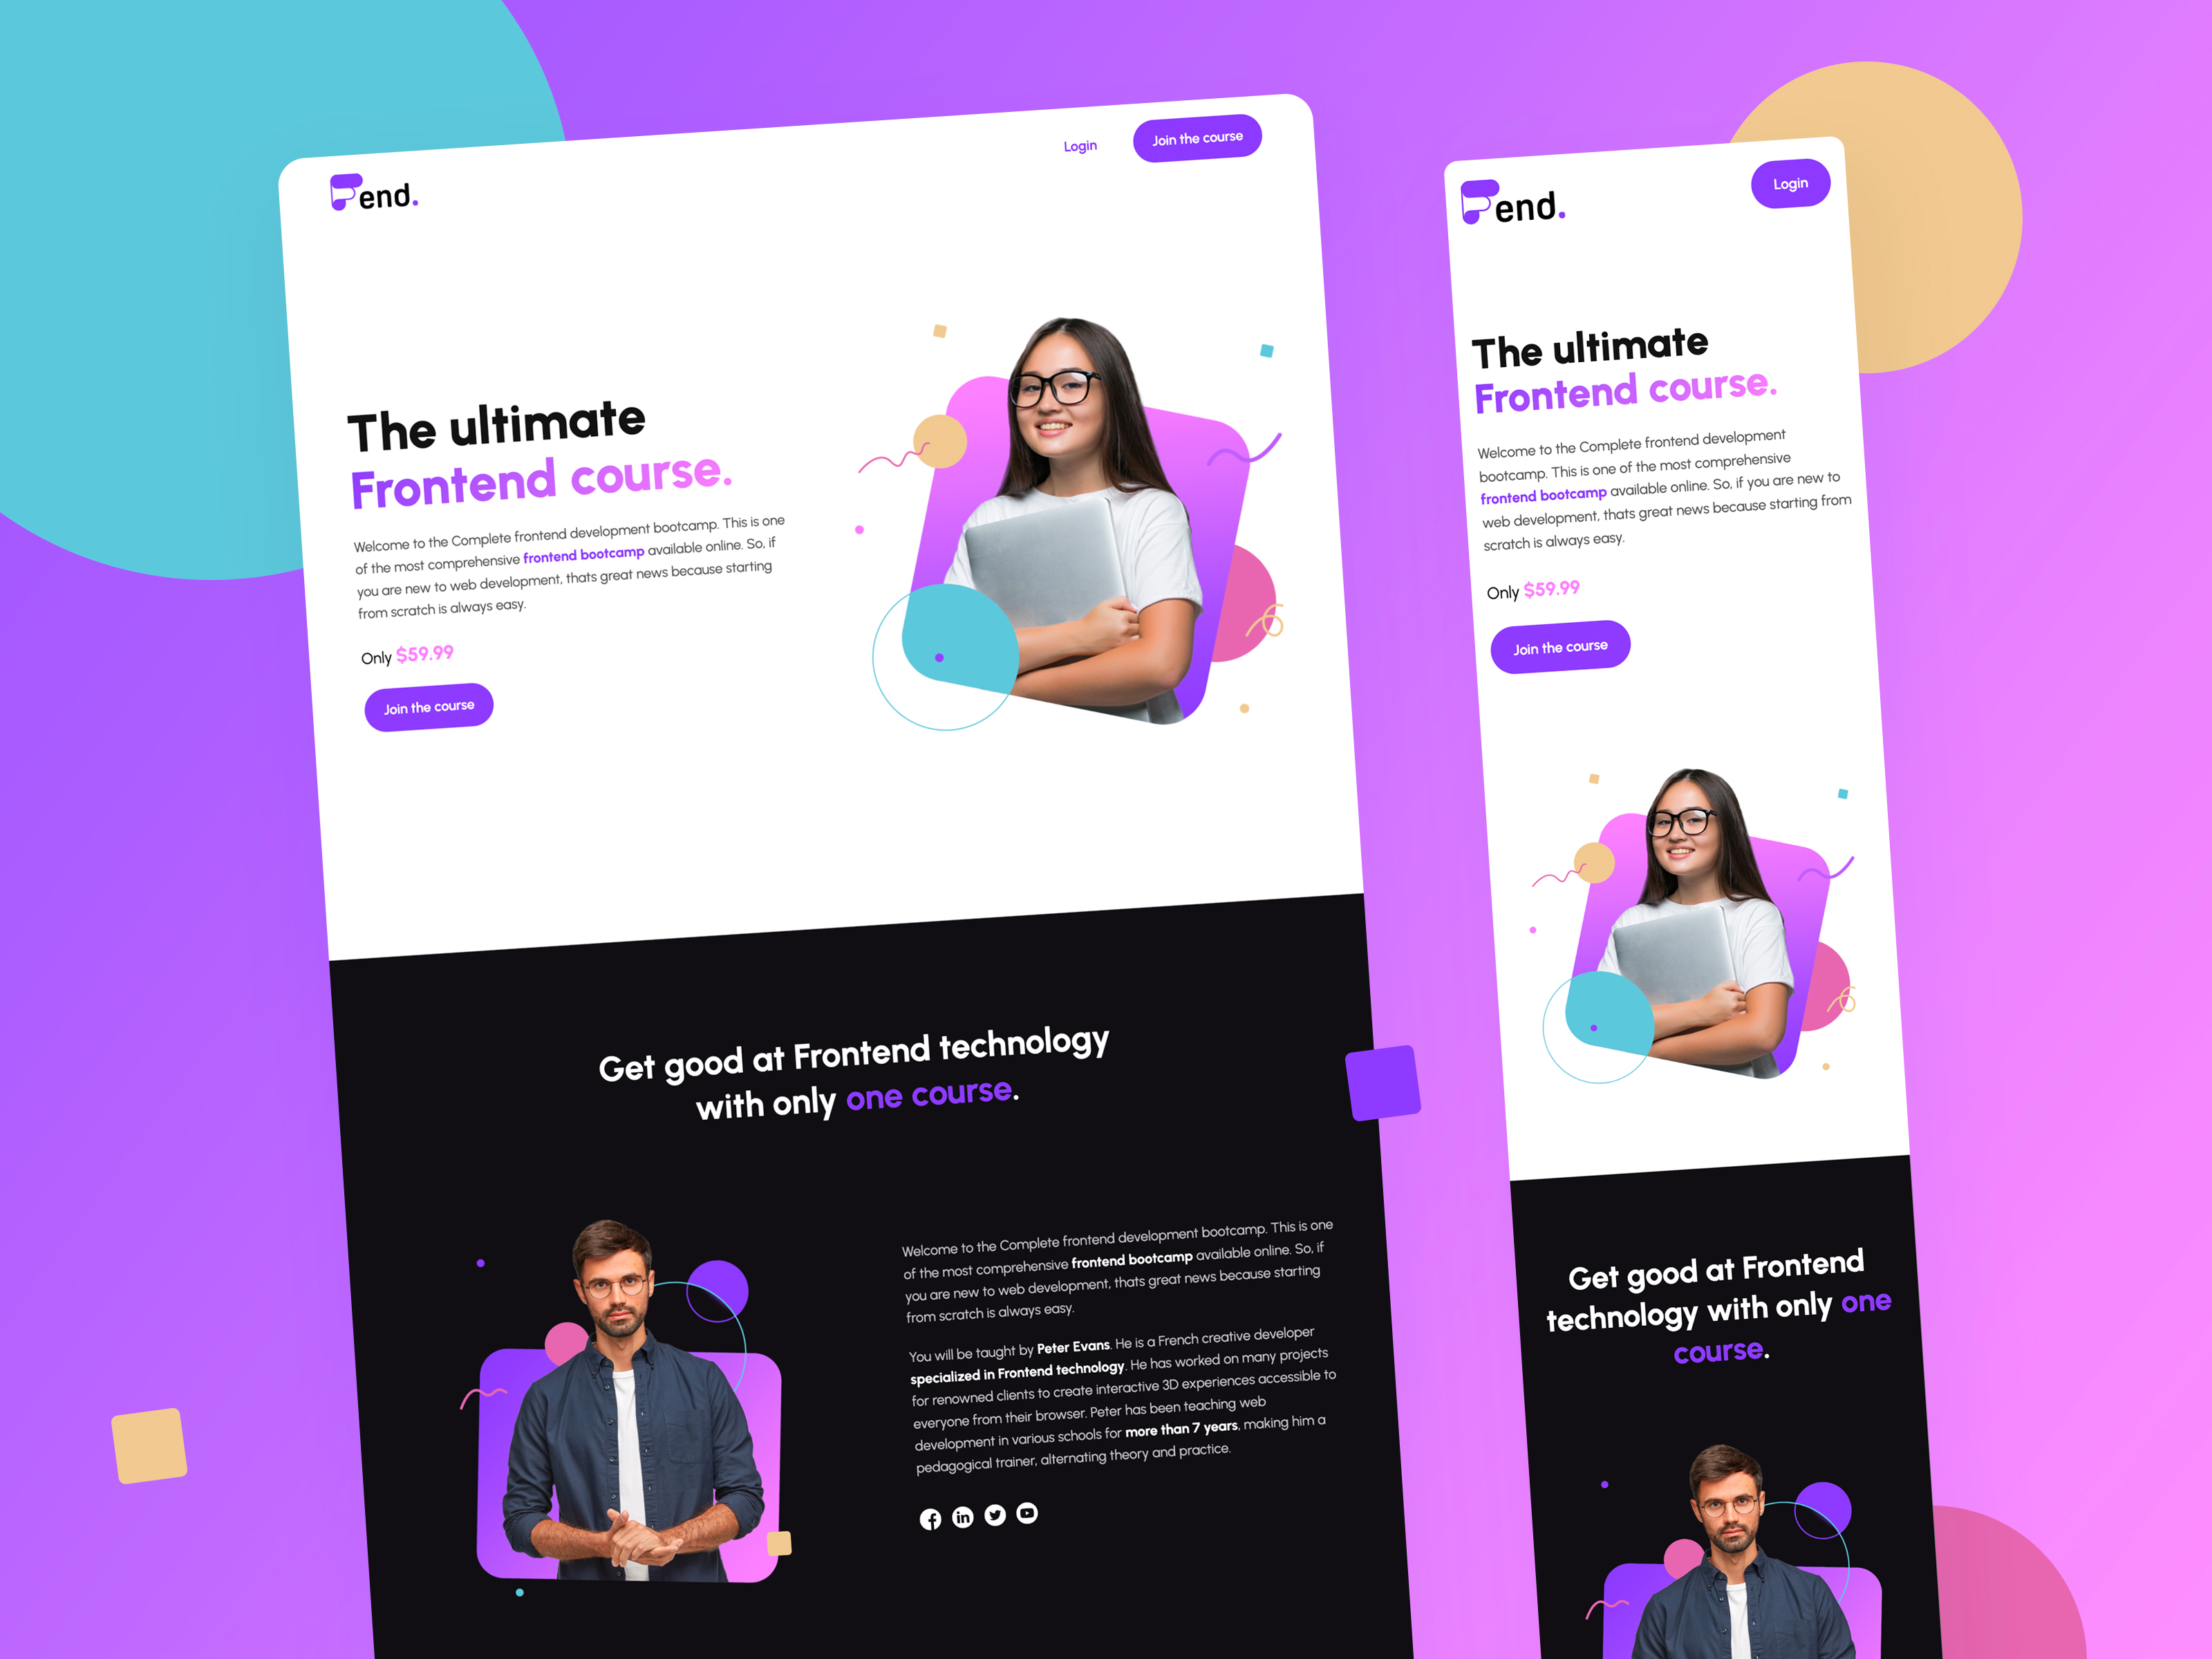 Fend.
Login
Join the course
The ultimate
Frontend course.
Welcome to the Complete frontend development bootcamp. This is one
of the most comprehensive frontend bootcamp available online. So, if
you are new to web development, thats great news because starting
from scratch is always easy.
Only $59.99
Join the course
Get good at Frontend technology
with only one course.
Welcome to the Complete frontend development bootcamp. This is one
of the most comprehensive frontend bootcamp available online. So, if
you are new to web development, thats great news because starting
from scratch is always easy.
You will be taught by Peter Evans. He is a French creative developer
specialized in Frontend technology. He has worked on many projects
for renowned clients to create interactive 3D experiences accessible to
everyone from their browser. Peter has been teaching web
development in various schools for more than 7 years, making him a
pedagogical trainer, alternating theory and practice.
Fend.
Login
The ultimate
Frontend course.
Welcome to the Complete frontend development
bootcamp. This is one of the most comprehensive
frontend bootcamp available online. So, if you are new to
web development, thats great news because starting from
scratch is always easy.
Only $59.99
Join the course
Get good at Frontend
technology with only one
course.